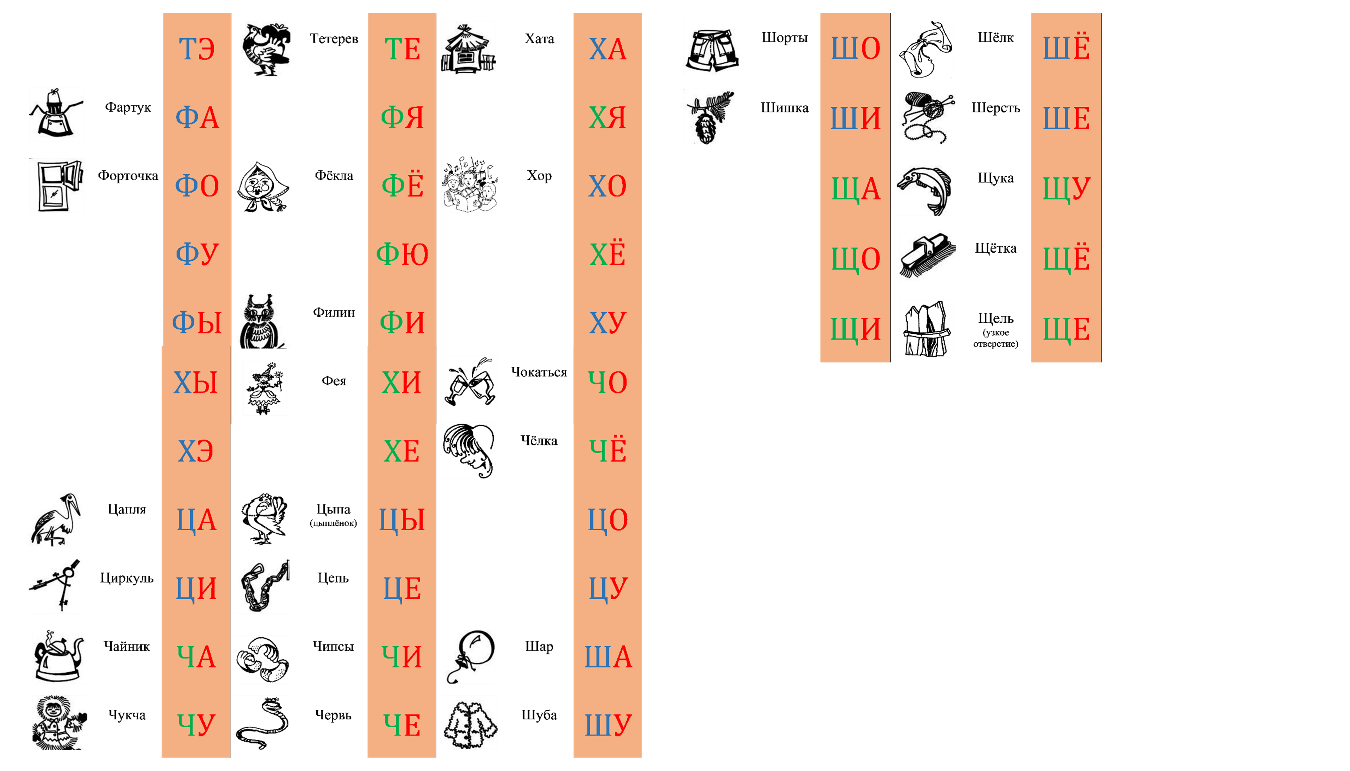 ТЭ Тетерев ТЕ Хата ХА
Фартук ФА ФЯ ХЯ
Форточка ФО Фёкла ФЁ Хор ХО
ФУ ФЮ ХЁ
ФЫ Филин ФИ ХУ
ХЫ Фея ХИ Чокаться ЧО
ХЭ ХЕ Чёлка ЧЁ
Цапля ЦА Цыпа ЦЫ ЦО
(цыплёнок)
Циркуль ЦИ Цепь ЦЕ ЦУ
Чайник ЧА Чипсы ЧИ Шар ША
Чукча ЧУ Червь ЧЕ Шуба ШУ
Шорты ШО Шёлк ШЁ
Шишка ШИ Шерсть ШЕ
ЩА Щука ЩУ
ЩО Щётка ЩЁ
ЩИ Щель ЩЕ
(узкое
отверстие)